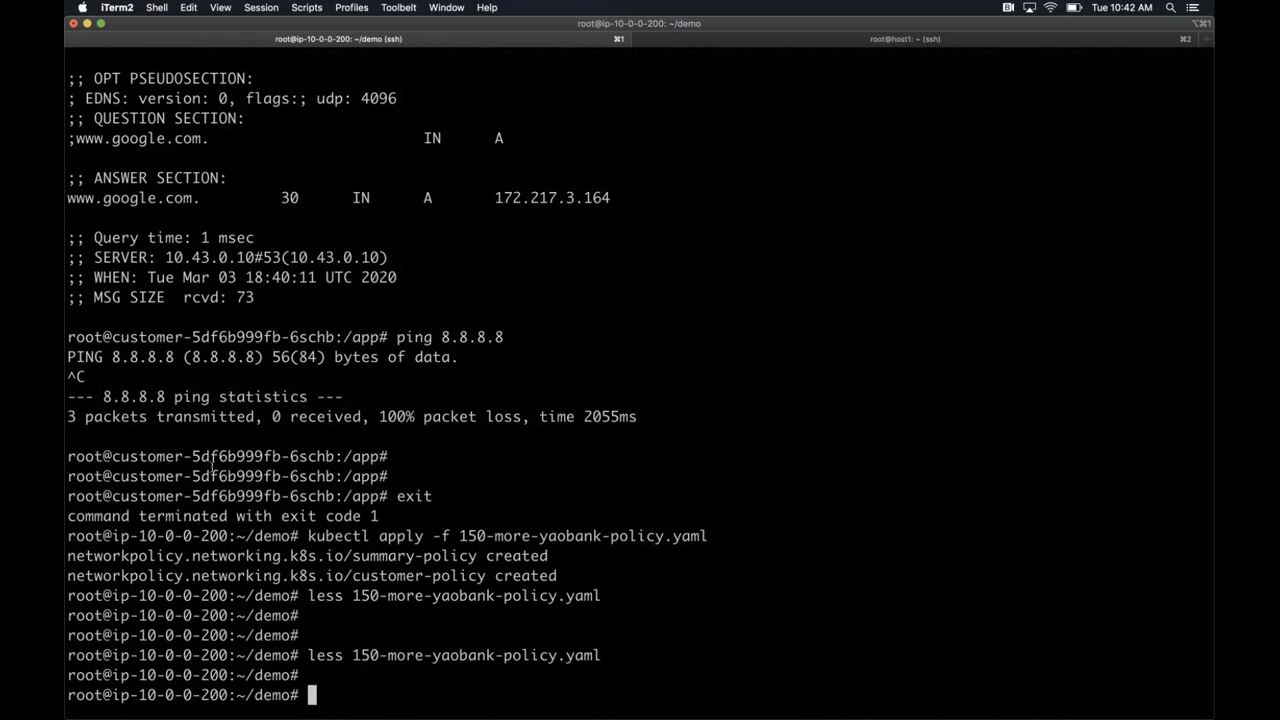 iTerm2 Shell Edit View Session Scripts Profiles Toolbelt Window Help Tue 10:42 AM
root@ip-10-0-0-200: ~/demo ⌥⌘1
root@ip-10-0-0-200: ~/demo (ssh) ⌘1 root@host1: ~ (ssh) ⌘2
;; OPT PSEUDOSECTION:
; EDNS: version: 0, flags:; udp: 4096
;; QUESTION SECTION:
;www.google.com. IN A
;; ANSWER SECTION:
www.google.com. 30 IN A 172.217.3.164
;; Query time: 1 msec
;; SERVER: 10.43.0.10#53(10.43.0.10)
;; WHEN: Tue Mar 03 18:40:11 UTC 2020
;; MSG SIZE rcvd: 73
root@customer-5df6b999fb-6schb:/app# ping 8.8.8.8
PING 8.8.8.8 (8.8.8.8) 56(84) bytes of data.
^C
--- 8.8.8.8 ping statistics ---
3 packets transmitted, 0 received, 100% packet loss, time 2055ms
root@customer-5df6b999fb-6schb:/app#
root@customer-5df6b999fb-6schb:/app#
root@customer-5df6b999fb-6schb:/app# exit
command terminated with exit code 1
root@ip-10-0-0-200:~/demo# kubectl apply -f 150-more-yaobank-policy.yaml
networkpolicy.networking.k8s.io/summary-policy created
networkpolicy.networking.k8s.io/customer-policy created
root@ip-10-0-0-200:~/demo# less 150-more-yaobank-policy.yaml
root@ip-10-0-0-200:~/demo#
root@ip-10-0-0-200:~/demo#
root@ip-10-0-0-200:~/demo# less 150-more-yaobank-policy.yaml
root@ip-10-0-0-200:~/demo#
root@ip-10-0-0-200:~/demo#